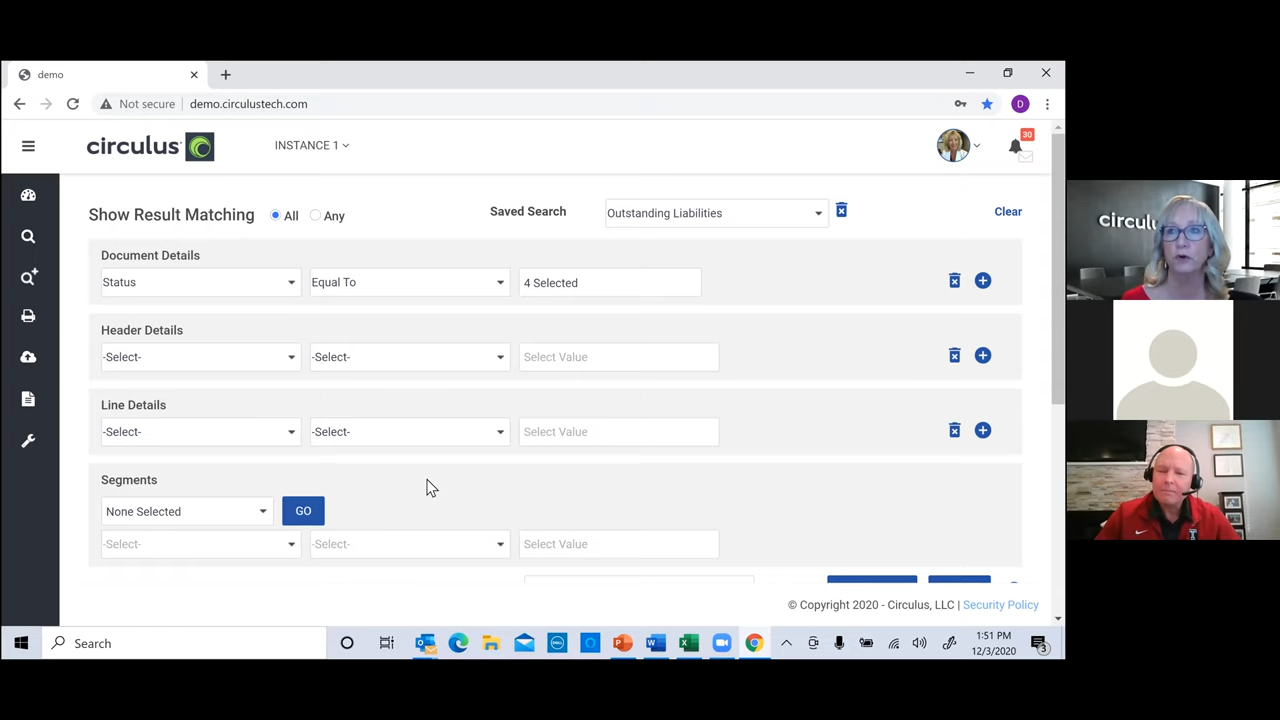 demo
Not secure
demo.circulustech.com
D
circulus
INSTANCE 1
30
Show Result Matching
All
Any
Saved Search
Outstanding Liabilities
Clear
Document Details
Status
Equal To
4 Selected
Header Details
-Select-
-Select-
Select Value
Line Details
-Select-
-Select-
Select Value
Segments
None Selected
GO
-Select-
-Select-
Select Value
© Copyright 2020 - Circulus, LLC | Security Policy
Search
DELL
1:51 PM
12/3/2020
3